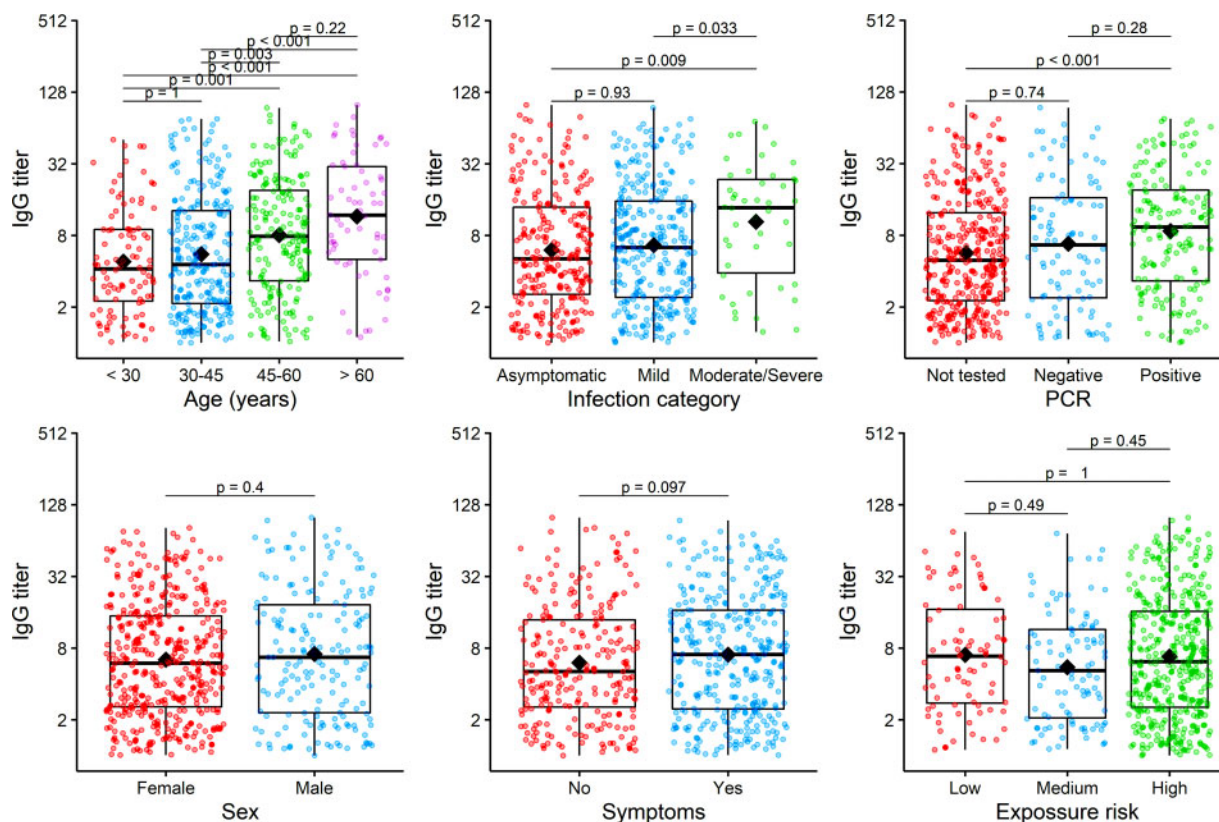 512
128
32
8
2
IgG titer
p = 0.22
p < 0.001
p = 0.003
p < 0.001
p = 0.001
p = 1
< 30
30-45
45-60
> 60
Age (years)
512
128
32
8
2
IgG titer
p = 0.033
p = 0.009
p = 0.93
Asymptomatic
Mild
Moderate/Severe
Infection category
512
128
32
8
2
IgG titer
p = 0.28
p < 0.001
p = 0.74
Not tested
Negative
Positive
PCR
512
128
32
8
2
IgG titer
p = 0.4
Female
Male
Sex
512
128
32
8
2
IgG titer
p = 0.097
No
Yes
Symptoms
512
128
32
8
2
IgG titer
p = 0.45
p = 1
p = 0.49
Low
Medium
High
Expossure risk